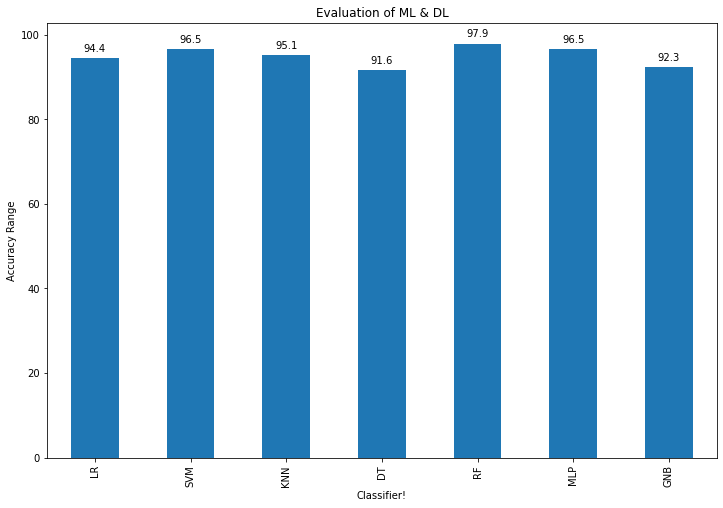 Evaluation of ML & DL
Accuracy Range
100
80
60
40
20
0
94.4
96.5
95.1
91.6
97.9
96.5
92.3
LR
SVM
KNN
DT
RF
MLP
GNB
Classifier!